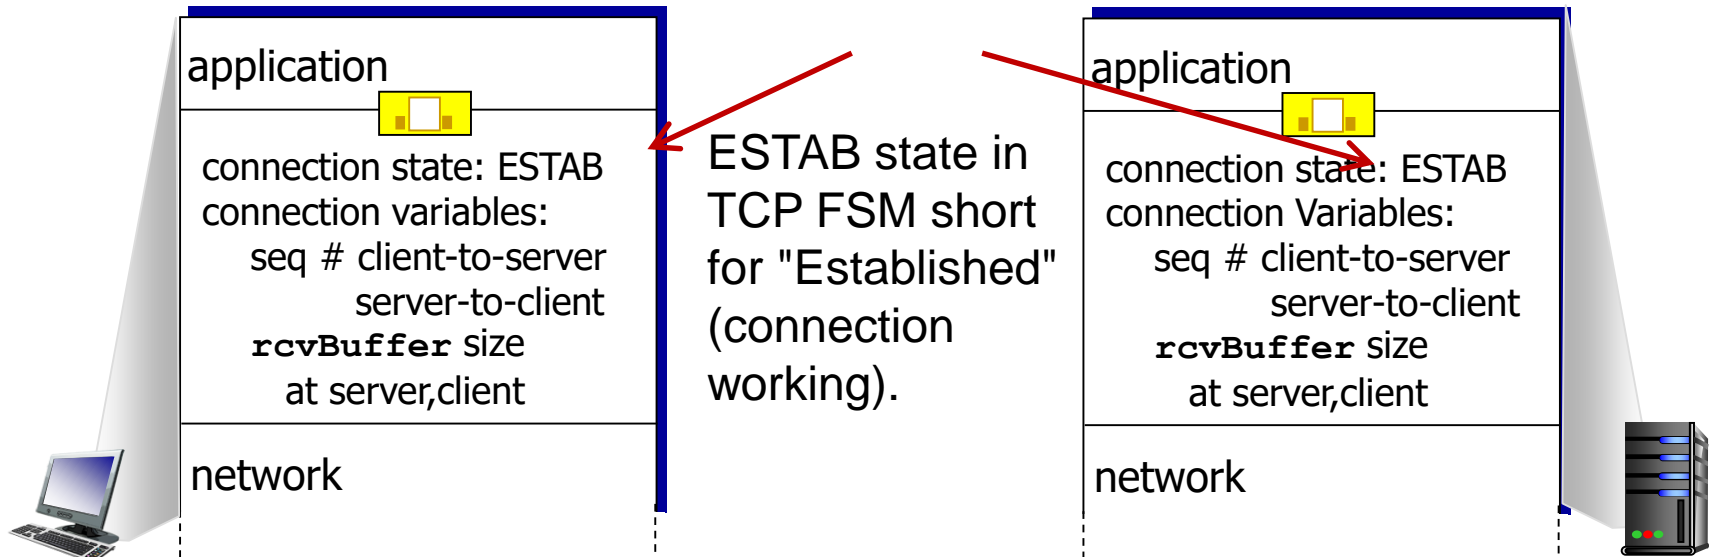 application
connection state: ESTAB
connection variables:
seq # client-to-server
server-to-client
rcvBuffer size
at server,client
network
ESTAB state in
TCP FSM short
for "Established"
(connection
working).
application
connection state: ESTAB
connection Variables:
seq # client-to-server
server-to-client
rcvBuffer size
at server,client
network